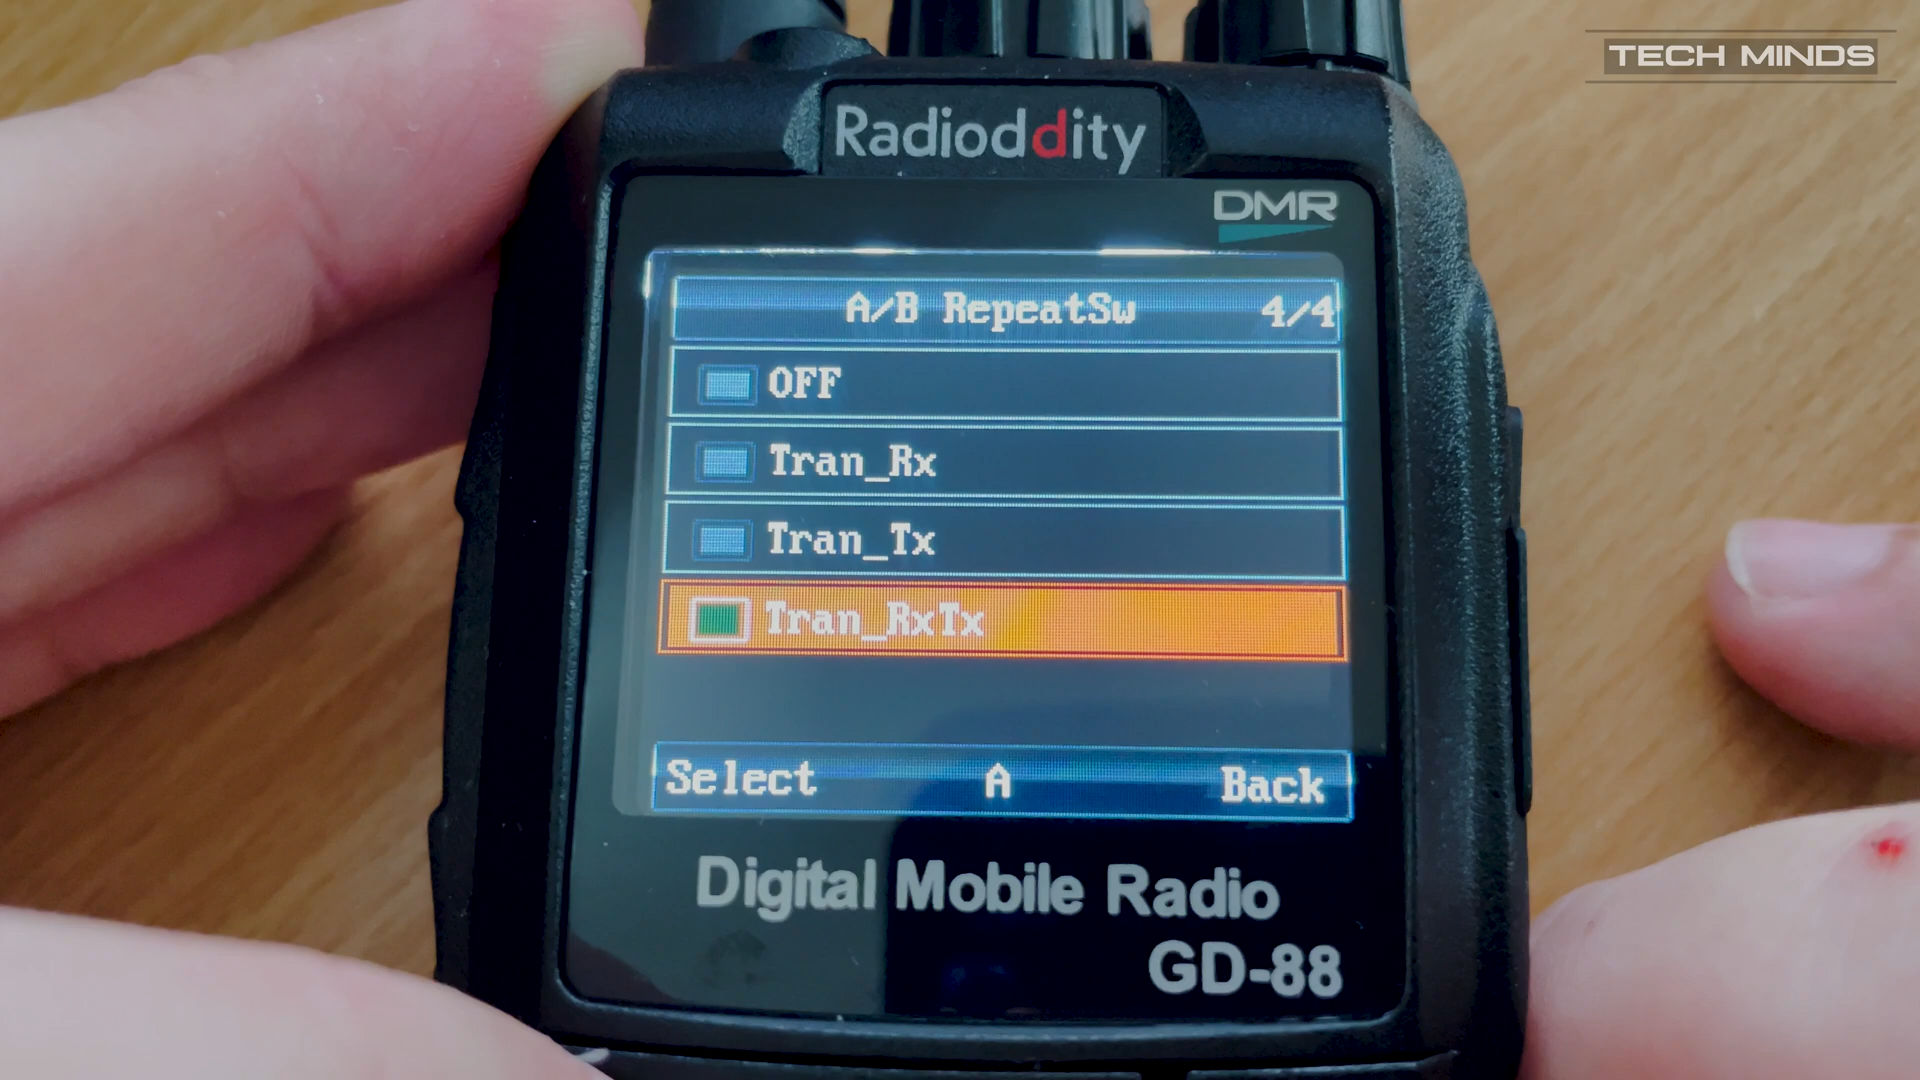 TECH MINDS
Radioddity
DMR
A/B RepeatSw 4/4
OFF
Tran_Rx
Tran_Tx
Tran_RxTx
Select A Back
Digital Mobile Radio
GD-88